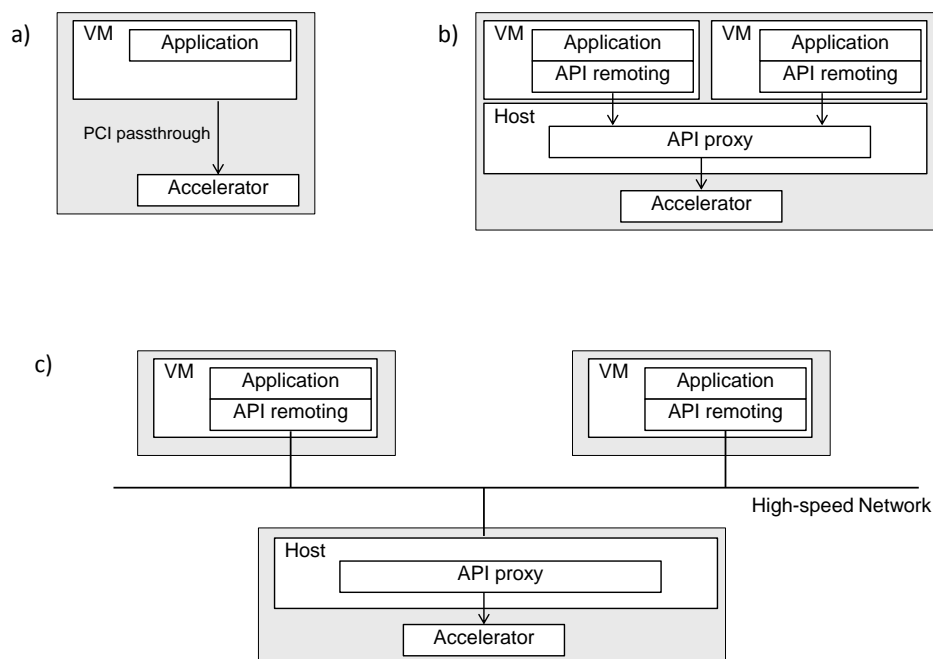 a)
VM
Application
PCI passthrough
Accelerator
b)
VM
Application
API remoting
VM
Application
API remoting
Host
API proxy
Accelerator
c)
VM
Application
API remoting
VM
Application
API remoting
High-speed Network
Host
API proxy
Accelerator